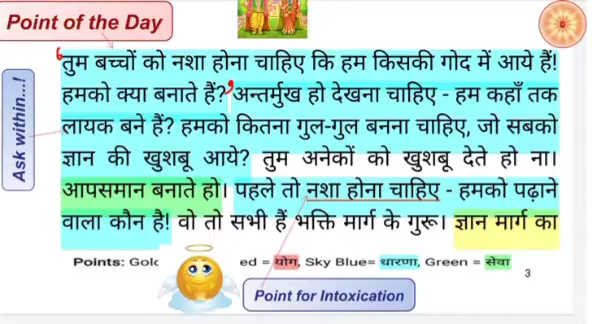 Point of the Day
तुम बच्चों को नशा होना चाहिए कि हम किसकी गोद में आये हैं!
हमको क्या बनाते हैं? अन्तर्मुख हो देखना चाहिए - हम कहाँ तक
लायक बने हैं? हमको कितना गुल-गुल बनना चाहिए, जो सबको
ज्ञान की खुशबू आये? तुम अनेकों को खुशबू देते हो ना।
आपसमान बनाते हो। पहले तो नशा होना चाहिए - हमको पढ़ाने
वाला कौन है! वो तो सभी हैं भक्ति मार्ग के गुरू। ज्ञान मार्ग का
Ask within...!
Points: ed = योग, Sky Blue= धारणा, Green = सेवा
3
Point for Intoxication